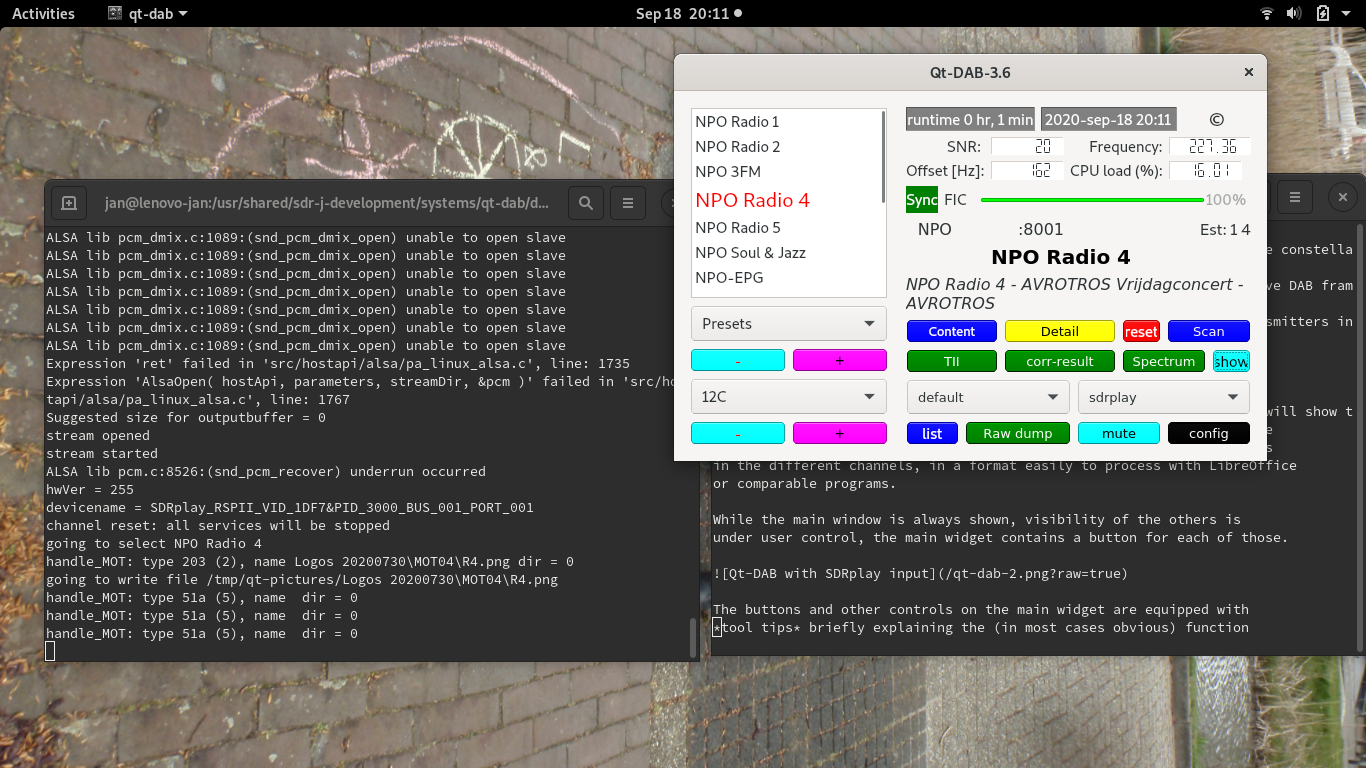 Activities
qt-dab
Sep 18 20:11
Qt-DAB-3.6
NPO Radio 1
NPO Radio 2
NPO 3FM
NPO Radio 4
NPO Radio 5
NPO Soul & Jazz
NPO-EPG
Presets
-
+
12C
-
+
runtime 0 hr, 1 min
2020-sep-18 20:11
©
SNR: 20
Frequency: 227.36
Offset [Hz]: 162
CPU load (%): 16.01
Sync FIC 100%
NPO :8001 Est: 1 4
NPO Radio 4
NPO Radio 4 - AVROTROS Vrijdagconcert -
AVROTROS
Content Detail reset Scan
TII corr-result Spectrum show
default
sdrplay
list Raw dump mute config
jan@lenovo-jan:/usr/shared/sdr-j-development/systems/qt-dab/d...
ALSA lib pcm_dmix.c:1089:(snd_pcm_dmix_open) unable to open slave
ALSA lib pcm_dmix.c:1089:(snd_pcm_dmix_open) unable to open slave
ALSA lib pcm_dmix.c:1089:(snd_pcm_dmix_open) unable to open slave
ALSA lib pcm_dmix.c:1089:(snd_pcm_dmix_open) unable to open slave
ALSA lib pcm_dmix.c:1089:(snd_pcm_dmix_open) unable to open slave
ALSA lib pcm_dmix.c:1089:(snd_pcm_dmix_open) unable to open slave
ALSA lib pcm_dmix.c:1089:(snd_pcm_dmix_open) unable to open slave
Expression 'ret' failed in 'src/hostapi/alsa/pa_linux_alsa.c', line: 1735
Expression 'AlsaOpen( hostApi, parameters, streamDir, &pcm )' failed in 'src/hos
tapi/alsa/pa_linux_alsa.c', line: 1767
Suggested size for outputbuffer = 0
stream opened
stream started
ALSA lib pcm.c:8526:(snd_pcm_recover) underrun occurred
hwVer = 255
devicename = SDRplay_RSPII_VID_1DF7&PID_3000_BUS_001_PORT_001
channel reset: all services will be stopped
going to select NPO Radio 4
handle_MOT: type 203 (2), name Logos 20200730\MOT04\R4.png dir = 0
going to write file /tmp/qt-pictures/Logos 20200730\MOT04\R4.png
handle_MOT: type 51a (5), name  dir = 0
handle_MOT: type 51a (5), name  dir = 0
handle_MOT: type 51a (5), name  dir = 0
e constella
ve DAB fram
smitters in
will show t
e
s
in the different channels, in a format easily to process with LibreOffice
or comparable programs.
While the main window is always shown, visibility of the others is
under user control, the main widget contains a button for each of those.
![Qt-DAB with SDRplay input](/qt-dab-2.png?raw=true)
The buttons and other controls on the main widget are equipped with
*tool tips* briefly explaining the (in most cases obvious) function